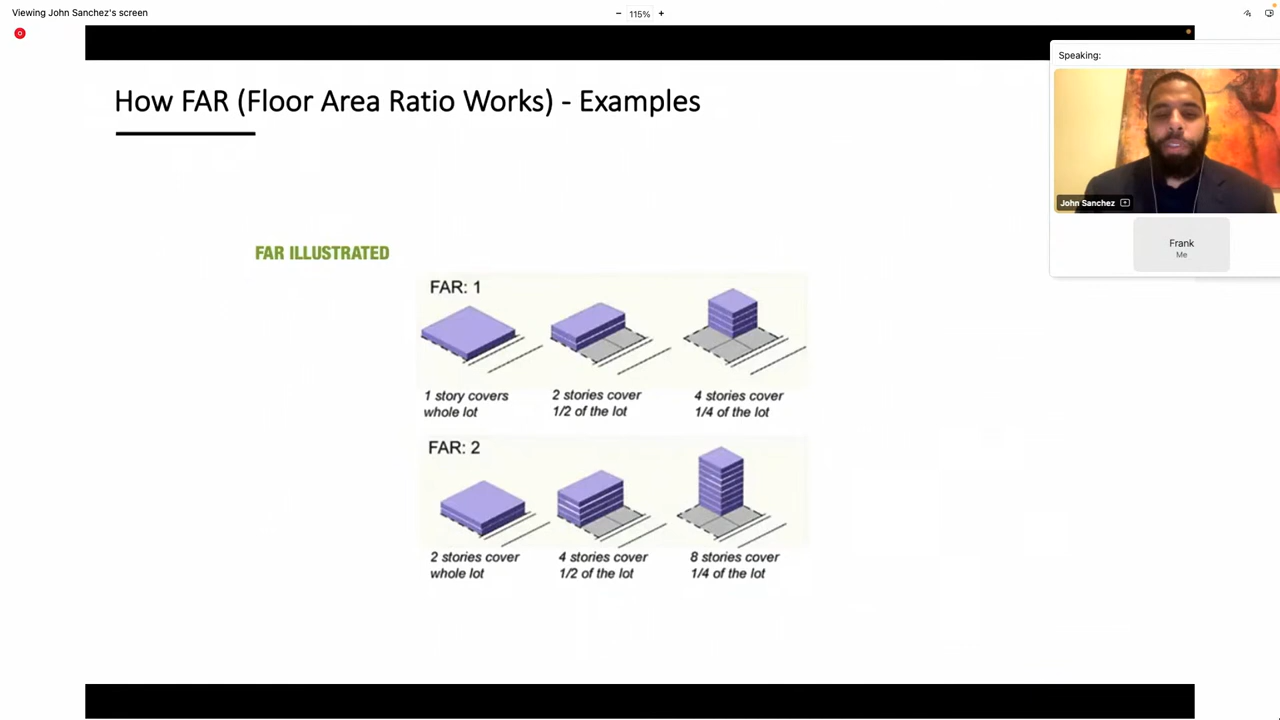 Viewing John Sanchez's screen
− 115% +
Speaking:
How FAR (Floor Area Ratio Works) - Examples
John Sanchez
Frank
Me
FAR ILLUSTRATED
FAR: 1
1 story covers
whole lot
2 stories cover
1/2 of the lot
4 stories cover
1/4 of the lot
FAR: 2
2 stories cover
whole lot
4 stories cover
1/2 of the lot
8 stories cover
1/4 of the lot